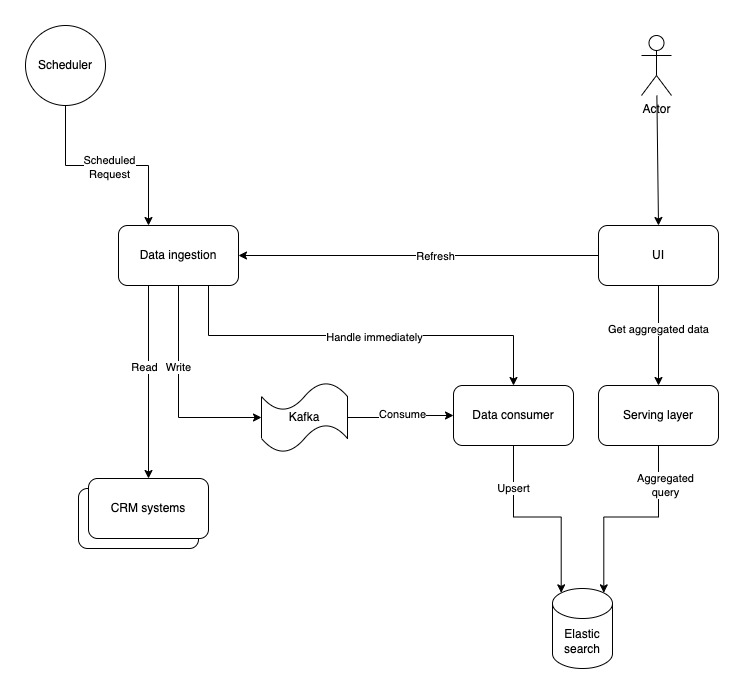 Scheduler
Actor
Scheduled
Request
Data ingestion
Refresh
UI
Handle immediately
Get aggregated data
Read
Write
Kafka
Consume
Data consumer
Serving layer
Upsert
Aggregated
query
CRM systems
Elastic
search